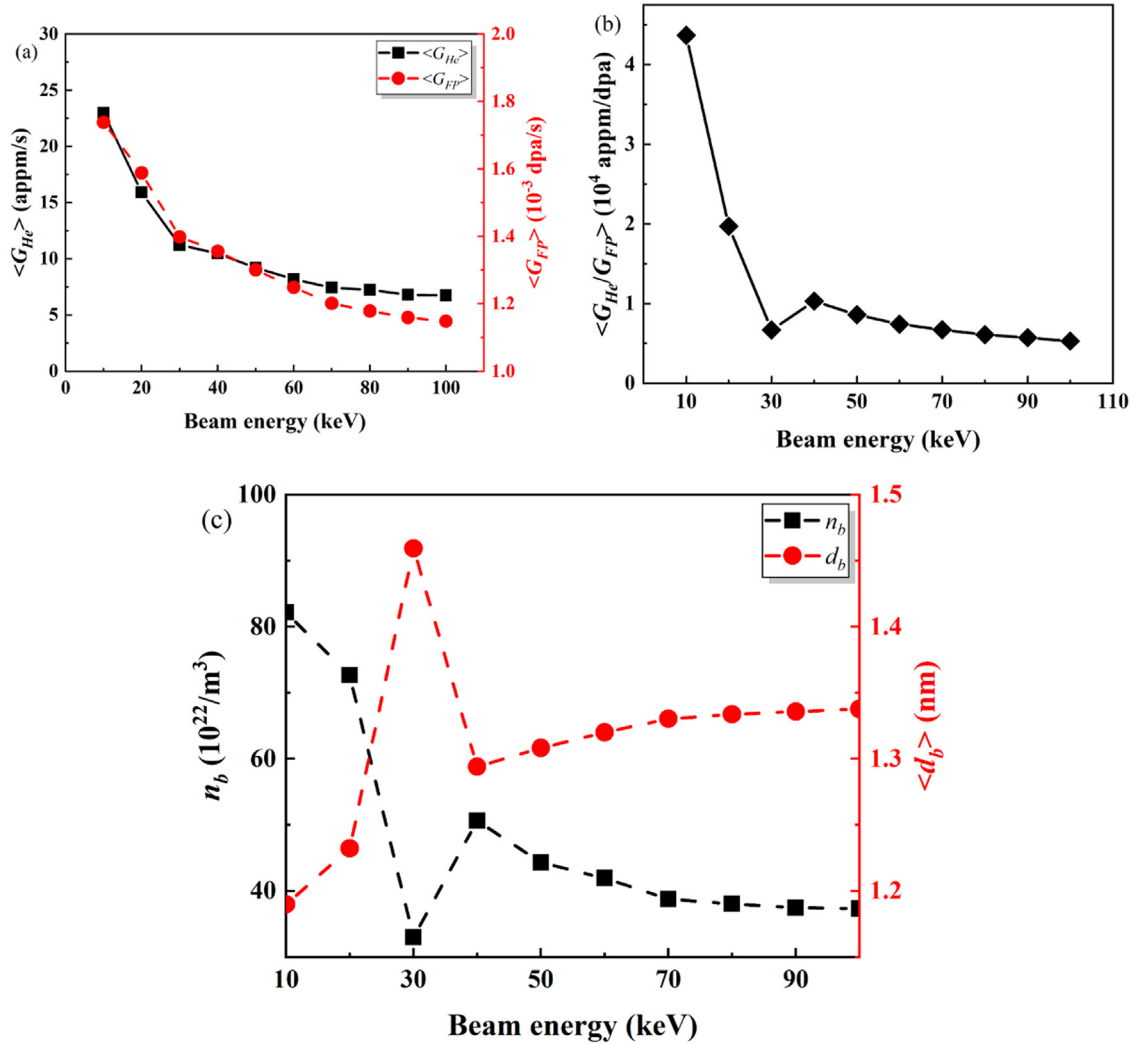 (a)
<G_He>
<G_FP>
30
25
20
15
10
5
0
<G_He> (appm/s)
2.0
1.8
1.6
1.4
1.2
1.0
<G_FP> (10^-3 dpa/s)
0 20 40 60 80 100
Beam energy (keV)
(b)
4
3
2
1
0
<G_He/G_FP> (10^4 appm/dpa)
10 30 50 70 90 110
Beam energy (keV)
(c)
n_b
d_b
100
80
60
40
n_b (10^22/m^3)
1.5
1.4
1.3
1.2
<d_b> (nm)
10 30 50 70 90
Beam energy (keV)